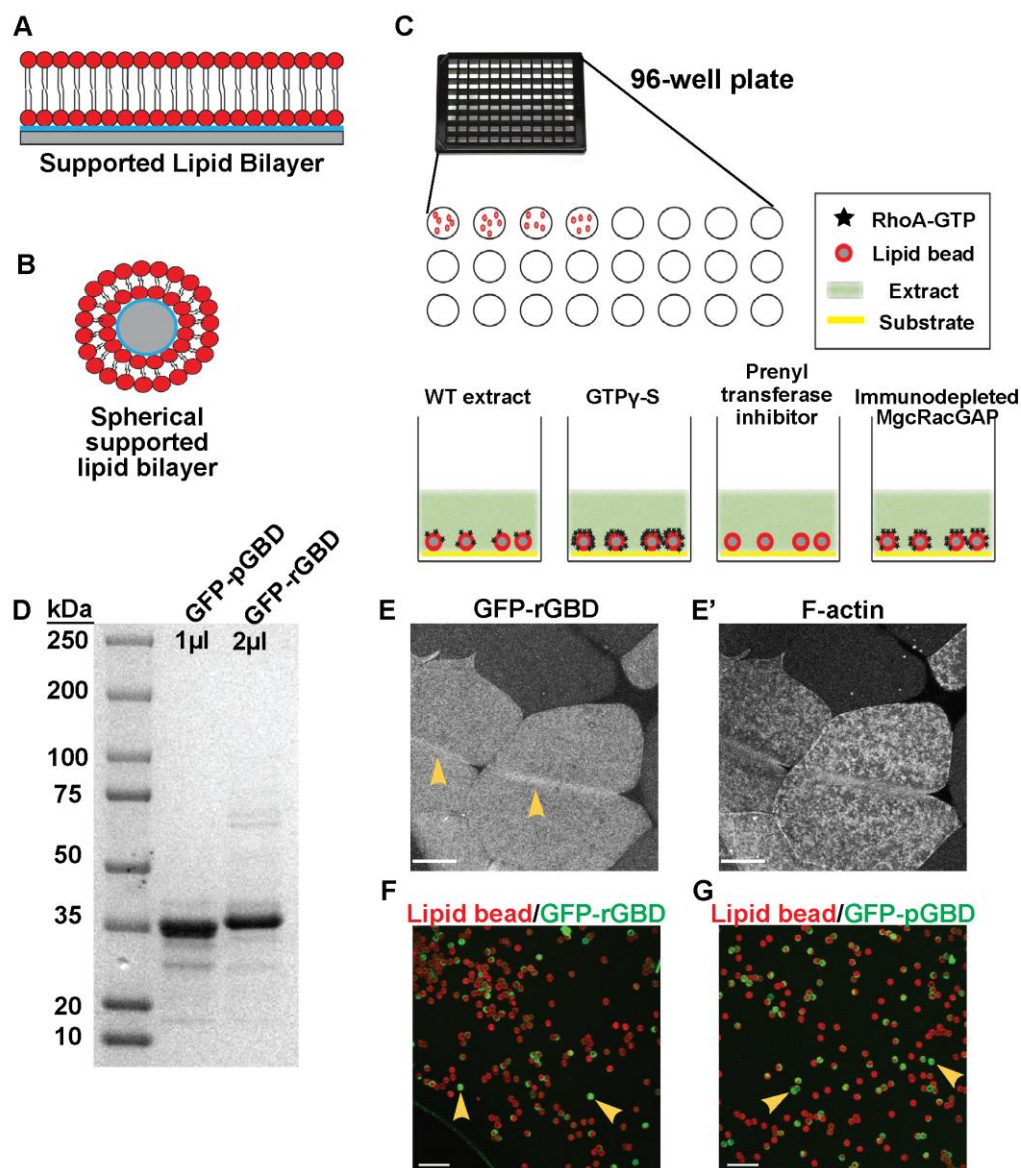 A
Supported Lipid Bilayer
B
Spherical
supported
lipid bilayer
C
96-well plate
RhoA-GTP
Lipid bead
Extract
Substrate
WT extract
GTPγ-S
Prenyl
transferase
inhibitor
Immunodepleted
MgcRacGAP
D
kDa
GFP-pGBD
GFP-rGBD
1µl
2µl
250
200
100
75
50
35
20
10
E
GFP-rGBD
E'
F-actin
F
Lipid bead/GFP-rGBD
G
Lipid bead/GFP-pGBD